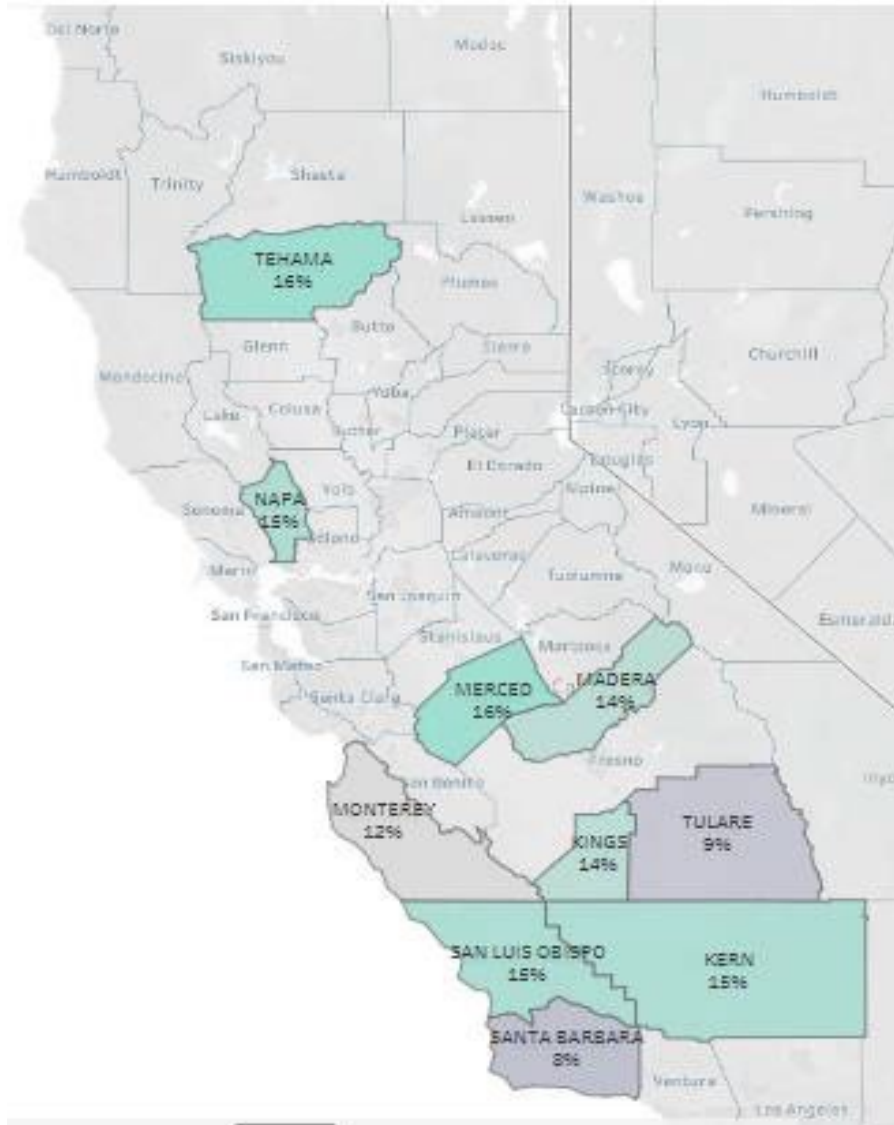 Del Norte
Siskiyou
Modoc
Humboldt
Humboldt
Trinity
Shasta
Lassen
Washoe
Pershing
TEHAMA
16%
Plumas
Butte
Glenn
Sierra
Churchill
Mendocino
Storey
Lake
Colusa
Yuba
Sutter
Placer
Carson City
Lyon
El Dorado
Douglas
NAPA
15%
Yolo
Sonoma
Solano
Alpine
Amador
Mineral
Marin
Calaveras
Tuolumne
Mono
San Joaquin
San Francisco
Stanislaus
Mariposa
San Mateo
Santa Clara
MERCED
16%
MADERA
14%
Fresno
San Benito
MONTEREY
12%
KINGS
14%
TULARE
9%
SAN LUIS OBISPO
15%
KERN
15%
SANTA BARBARA
8%
Ventura
Los Angeles